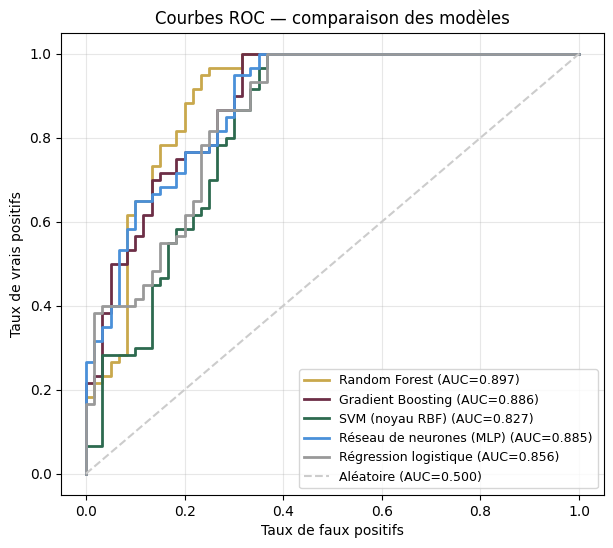 Courbes ROC — comparaison des modèles
Taux de vrais positifs
1.0
0.8
0.6
0.4
0.2
0.0
Random Forest (AUC=0.897)
Gradient Boosting (AUC=0.886)
SVM (noyau RBF) (AUC=0.827)
Réseau de neurones (MLP) (AUC=0.885)
Régression logistique (AUC=0.856)
Aléatoire (AUC=0.500)
0.0 0.2 0.4 0.6 0.8 1.0
Taux de faux positifs